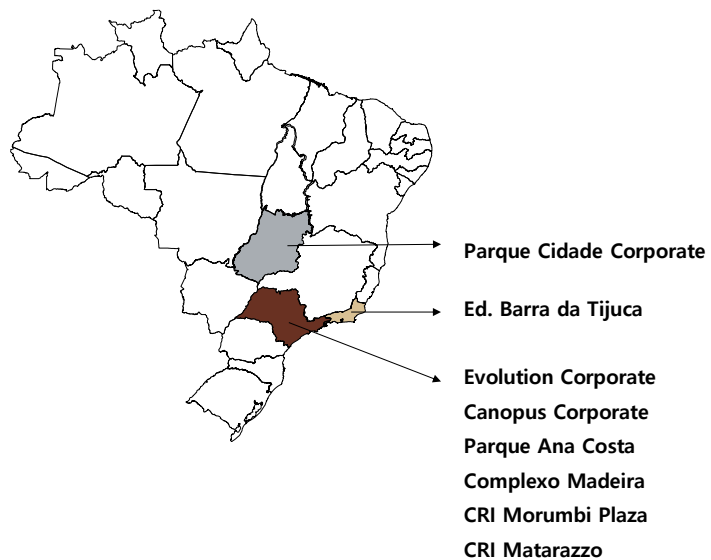 Parque Cidade Corporate
Ed. Barra da Tijuca
Evolution Corporate
Canopus Corporate
Parque Ana Costa
Complexo Madeira
CRI Morumbi Plaza
CRI Matarazzo